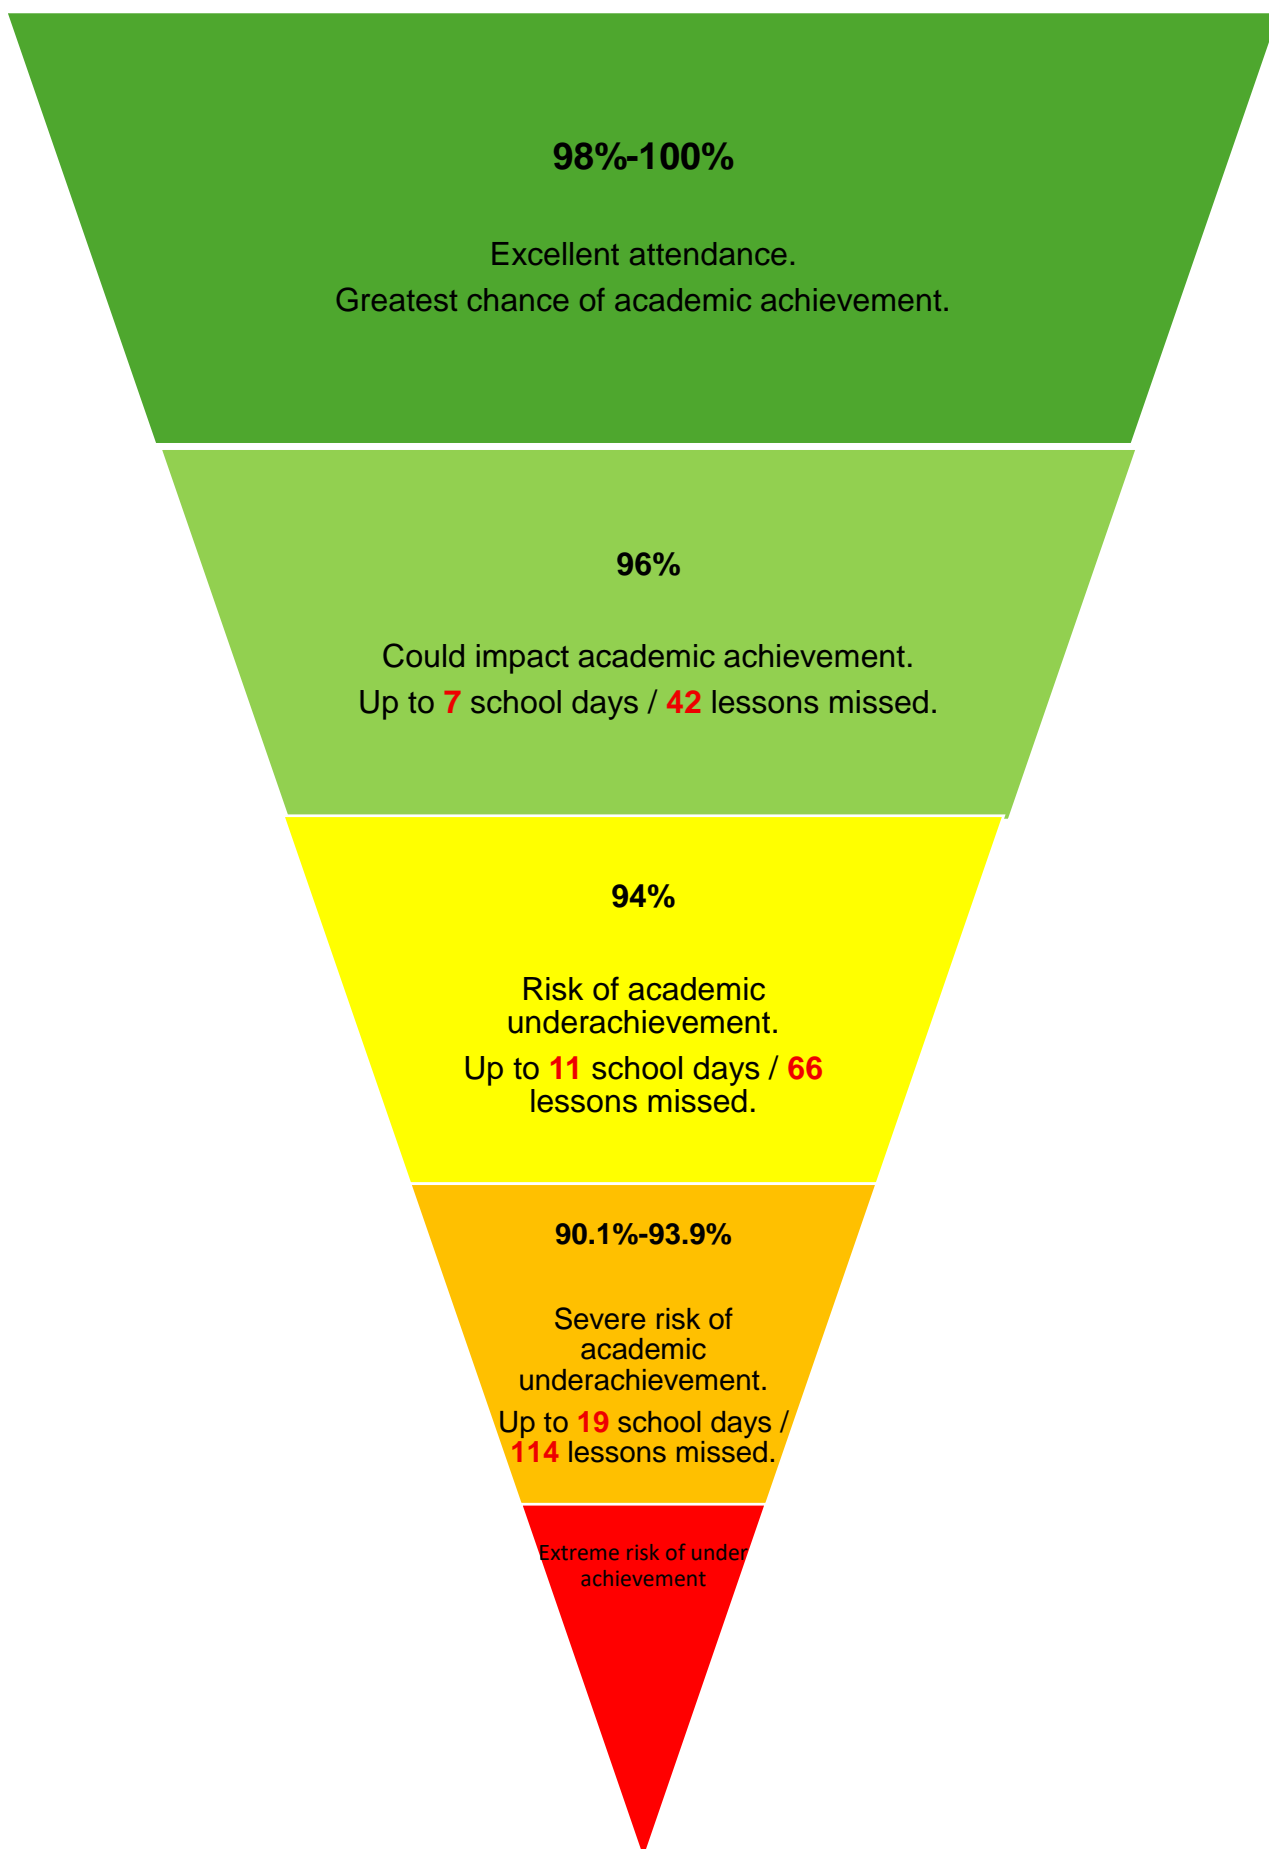 98%-100%
Excellent attendance.
Greatest chance of academic achievement.
96%
Could impact academic achievement.
Up to 7 school days / 42 lessons missed.
94%
Risk of academic
underachievement.
Up to 11 school days / 66
lessons missed.
90.1%-93.9%
Severe risk of
academic
underachievement.
Up to 19 school days /
114 lessons missed.
Extreme risk of under
achievement